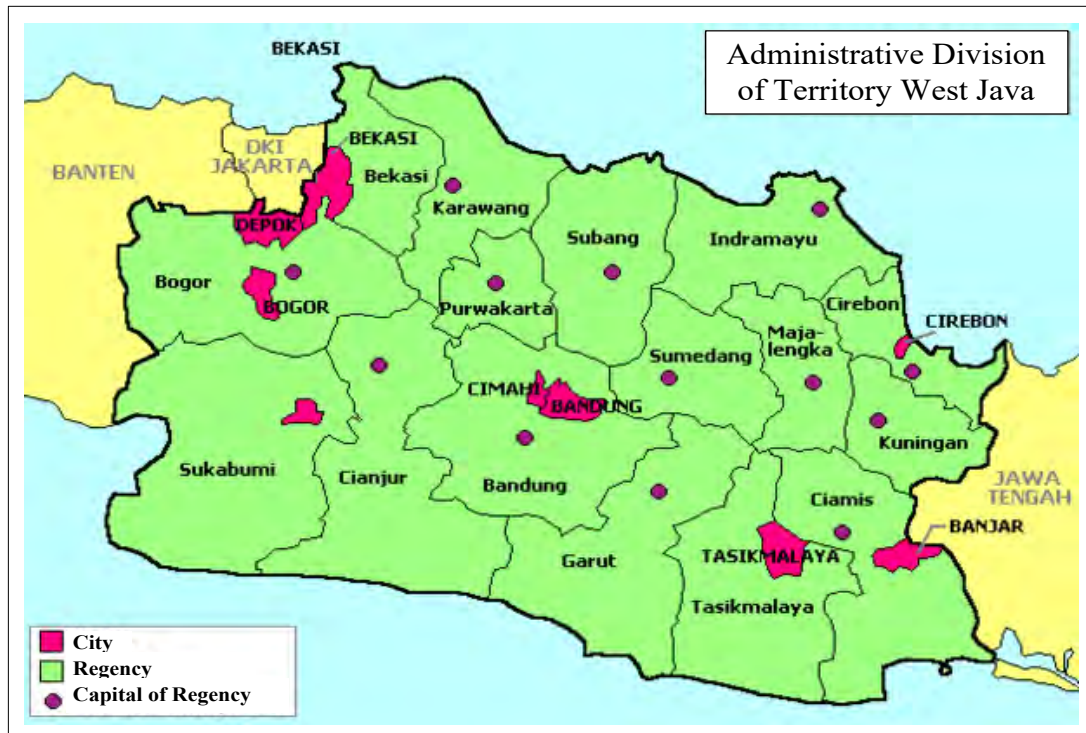 BEKASI
Administrative Division
of Territory West Java
BEKASI
DKI
JAKARTA
BANTEN
Bekasi
Karawang
DEPOK
Subang
Indramayu
Bogor
BOGOR
Purwakarta
Cirebon
CIREBON
Maja-
lengka
Sumedang
CIMAHI
BANDUNG
Kuningan
Sukabumi
Cianjur
Bandung
JAWA
TENGAH
Ciamis
BANJAR
Garut
TASIKMALAYA
Tasikmalaya
City
Regency
Capital of Regency